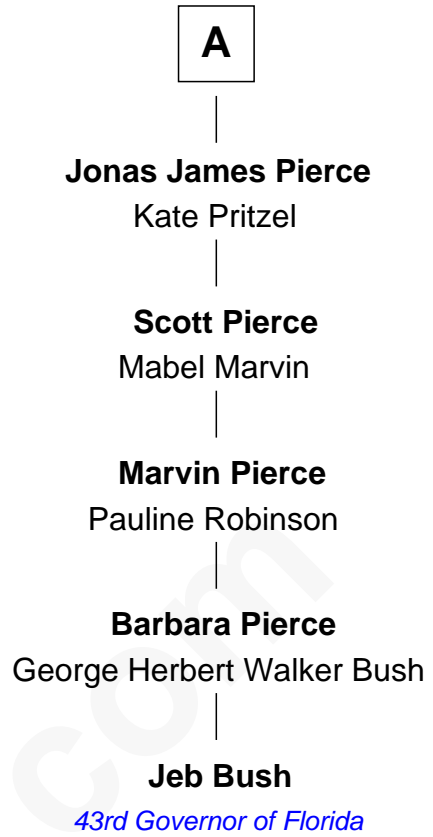 A
Jonas James Pierce
Kate Pritzel
Scott Pierce
Mabel Marvin
Marvin Pierce
Pauline Robinson
Barbara Pierce
George Herbert Walker Bush
Jeb Bush
43rd Governor of Florida
com